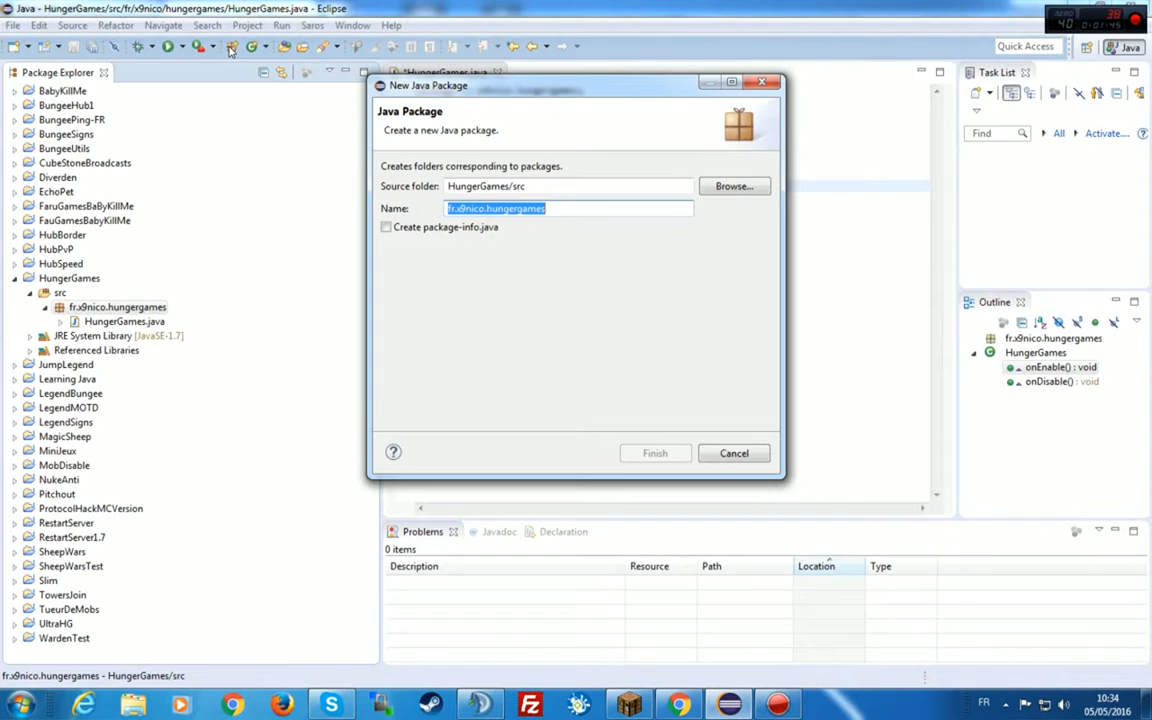 Java - HungerGames/src/fr/x9nico/hungergames/HungerGames.java - Eclipse
File Edit Source Refactor Navigate Search Project Run Saros Window Help
Quick Access
Java
Package Explorer
BabyKillMe
BungeeHub1
BungeePing-FR
BungeeSigns
BungeeUtils
CubeStoneBroadcasts
Diverden
EchoPet
FaruGamesBaByKillMe
FauGamesBabyKillMe
HubBorder
HubPvP
HubSpeed
HungerGames
src
fr.x9nico.hungergames
HungerGames.java
JRE System Library [JavaSE-1.7]
Referenced Libraries
JumpLegend
Learning Java
LegendBungee
LegendMOTD
LegendSigns
MagicSheep
MiniJeux
MobDisable
NukeAnti
Pitchout
ProtocolHackMCVersion
RestartServer
RestartServer1.7
SheepWars
SheepWarsTest
Slim
TowersJoin
TueurDeMobs
UltraHG
WardenTest
*HungerGames.java
New Java Package
Java Package
Create a new Java package.
Creates folders corresponding to packages.
Source folder: HungerGames/src
Browse...
Name: fr.x9nico.hungergames
Create package-info.java
Finish
Cancel
Task List
Find
All
Activate...
Outline
fr.x9nico.hungergames
HungerGames
onEnable() : void
onDisable() : void
Problems Javadoc Declaration
0 items
Description Resource Path Location Type
fr.x9nico.hungergames - HungerGames/src
FR
10:34
05/05/2016